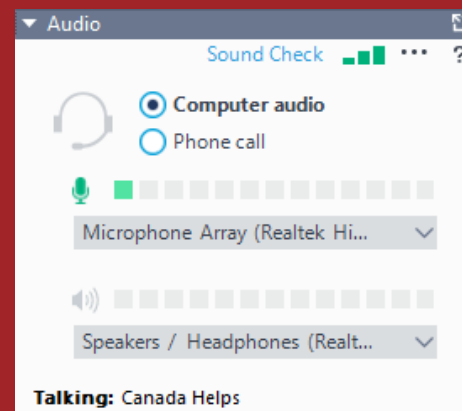 Audio
Sound Check ... ?
Computer audio
Phone call
Microphone Array (Realtek Hi...
Speakers / Headphones (Realt...
Talking: Canada Helps